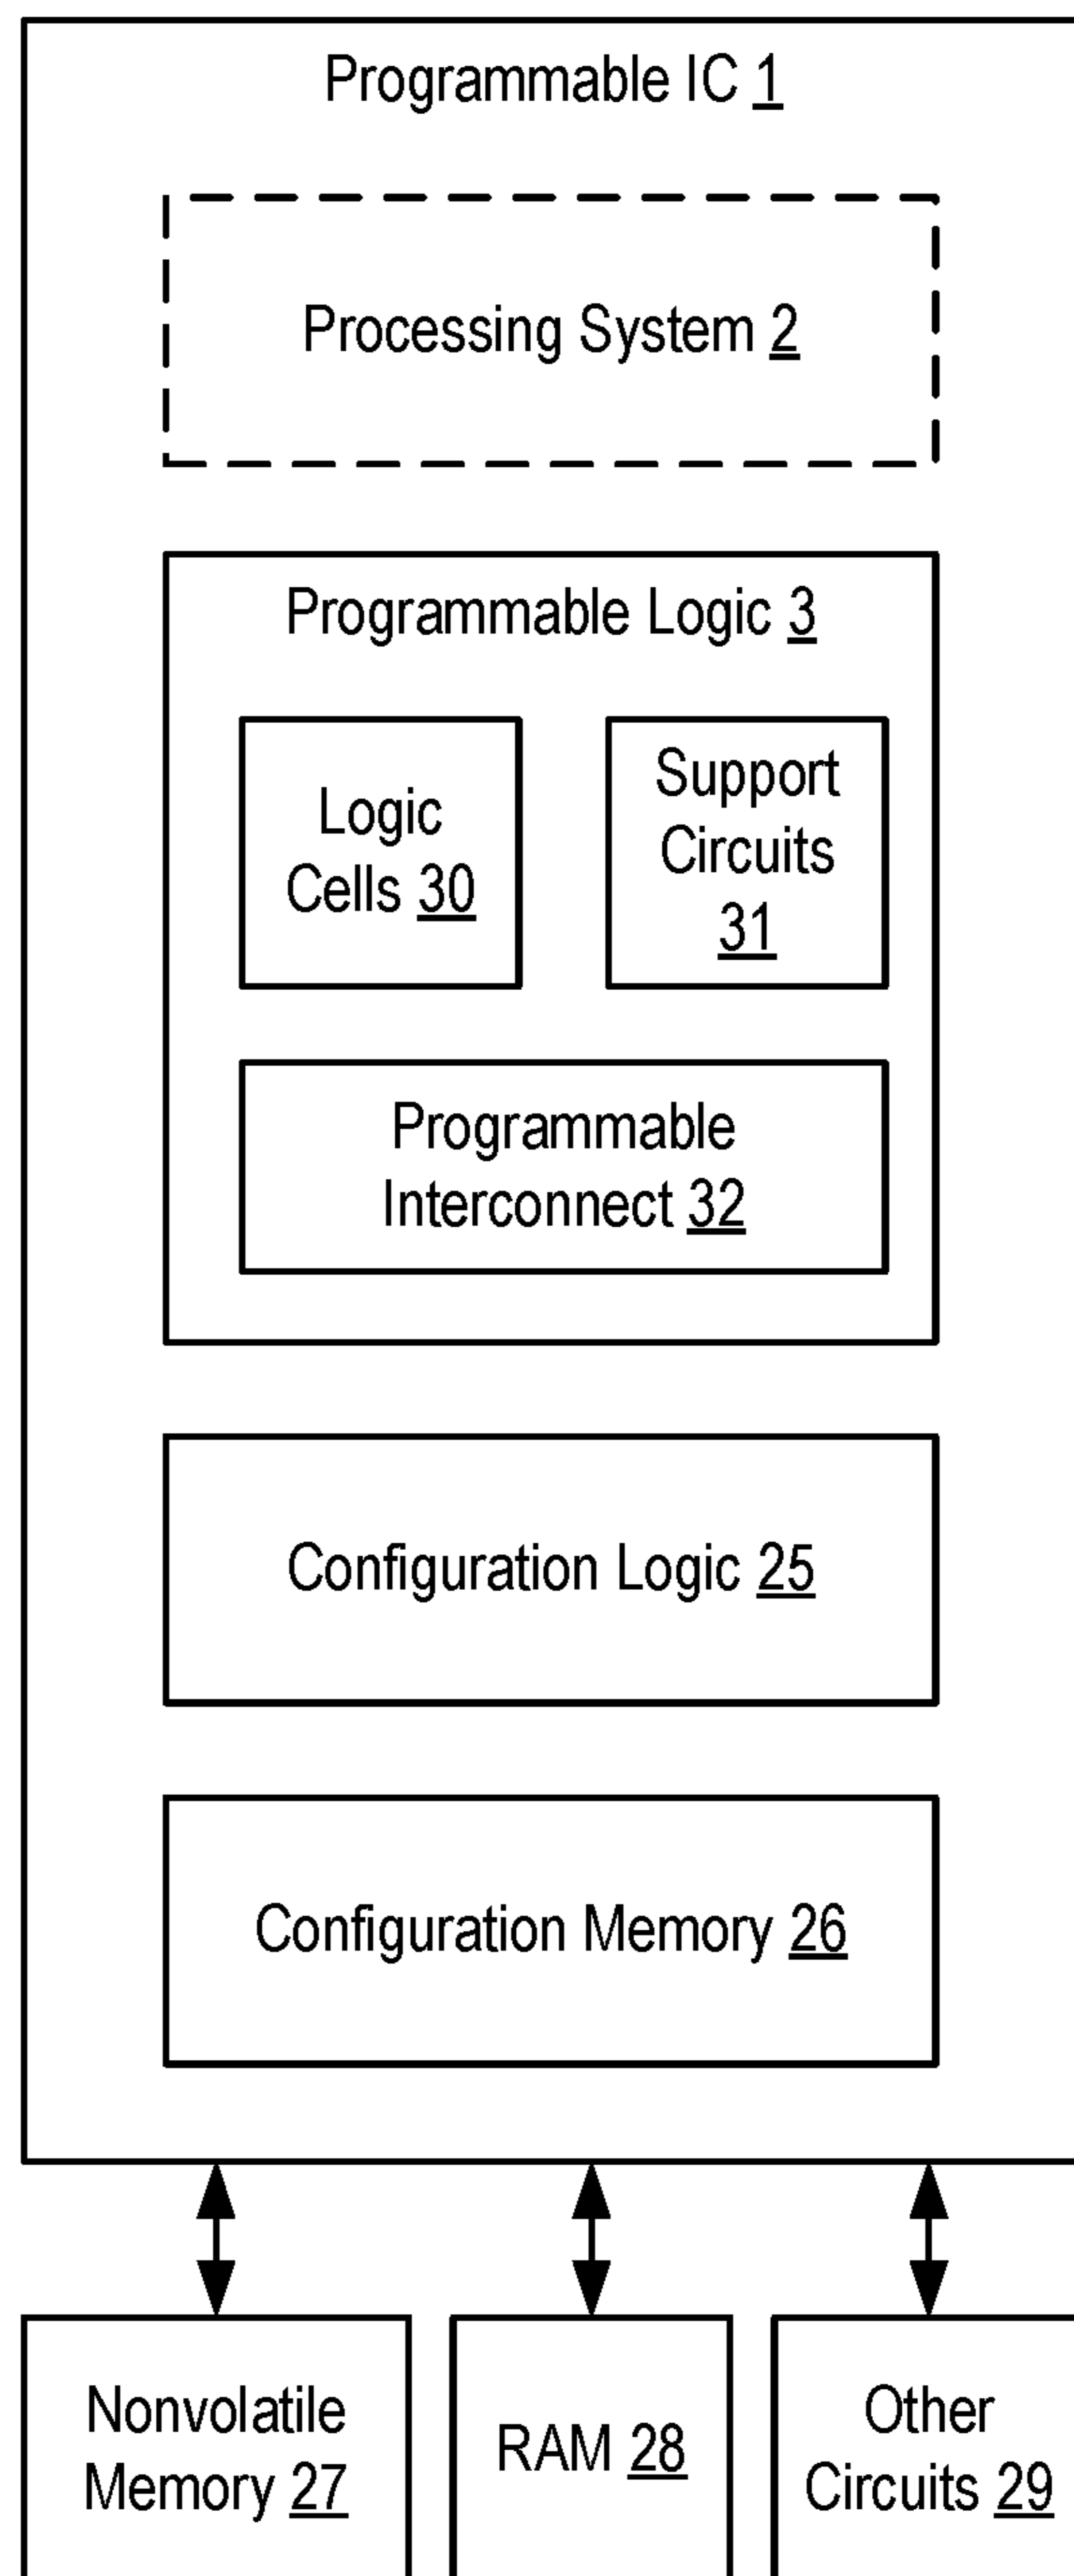 Programmable IC 1
Processing System 2
Programmable Logic 3
Logic
Cells 30
Support
Circuits
31
Programmable
Interconnect 32
Configuration Logic 25
Configuration Memory 26
Nonvolatile
Memory 27
RAM 28
Other
Circuits 29